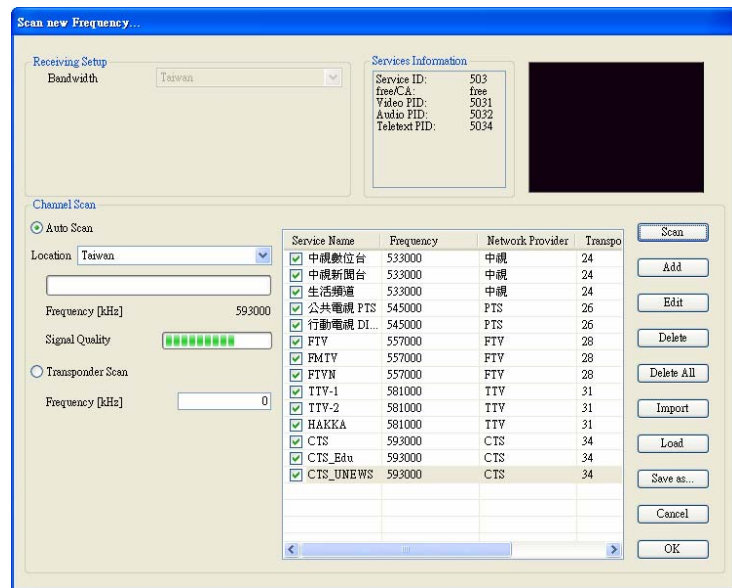 Scan new Frequency...
Receiving Setup
Bandwidth Taiwan
Services Information
Service ID: 503
free/CA: free
Video PID: 5031
Audio PID: 5032
Teletext PID: 5034
Channel Scan
Auto Scan
Location Taiwan
Frequency [kHz] 593000
Signal Quality
Transponder Scan
Frequency [kHz] 0
Service Name Frequency Network Provider Transpo
中視數位台 533000 中視 24
中視新聞台 533000 中視 24
生活頻道 533000 中視 24
公共電視 PTS 545000 PTS 26
行動電視 DI... 545000 PTS 26
FTV 557000 FTV 28
FMTV 557000 FTV 28
FTVN 557000 FTV 28
TTV-1 581000 TTV 31
TTV-2 581000 TTV 31
HAKKA 581000 TTV 31
CTS 593000 CTS 34
CTS_Edu 593000 CTS 34
CTS_UNEWS 593000 CTS 34
Scan
Add
Edit
Delete
Delete All
Import
Load
Save as...
Cancel
OK